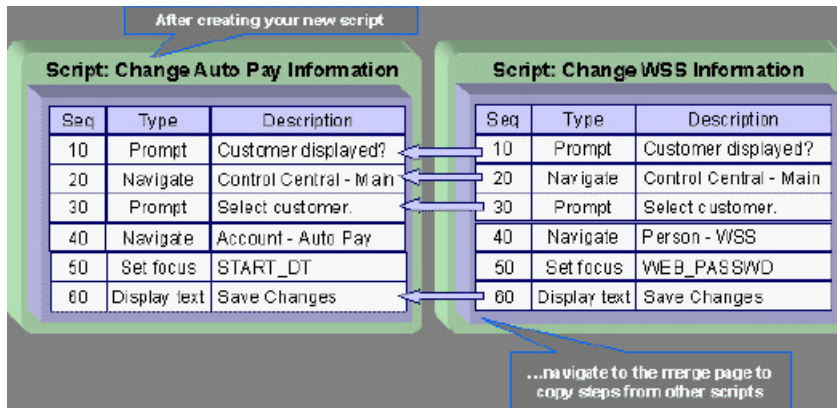 After creating your new script
Script: Change Auto Pay Information
Seq Type Description
10 Prompt Customer displayed?
20 Navigate Control Central - Main
30 Prompt Select customer.
40 Navigate Account - Auto Pay
50 Set focus START_DT
60 Display text Save Changes
Script: Change WSS Information
Seq Type Description
10 Prompt Customer displayed?
20 Navigate Control Central - Main
30 Prompt Select customer.
40 Navigate Person - WSS
50 Set focus WEB_PASSWD
60 Display text Save Changes
...navigate to the merge page to
copy steps from other scripts